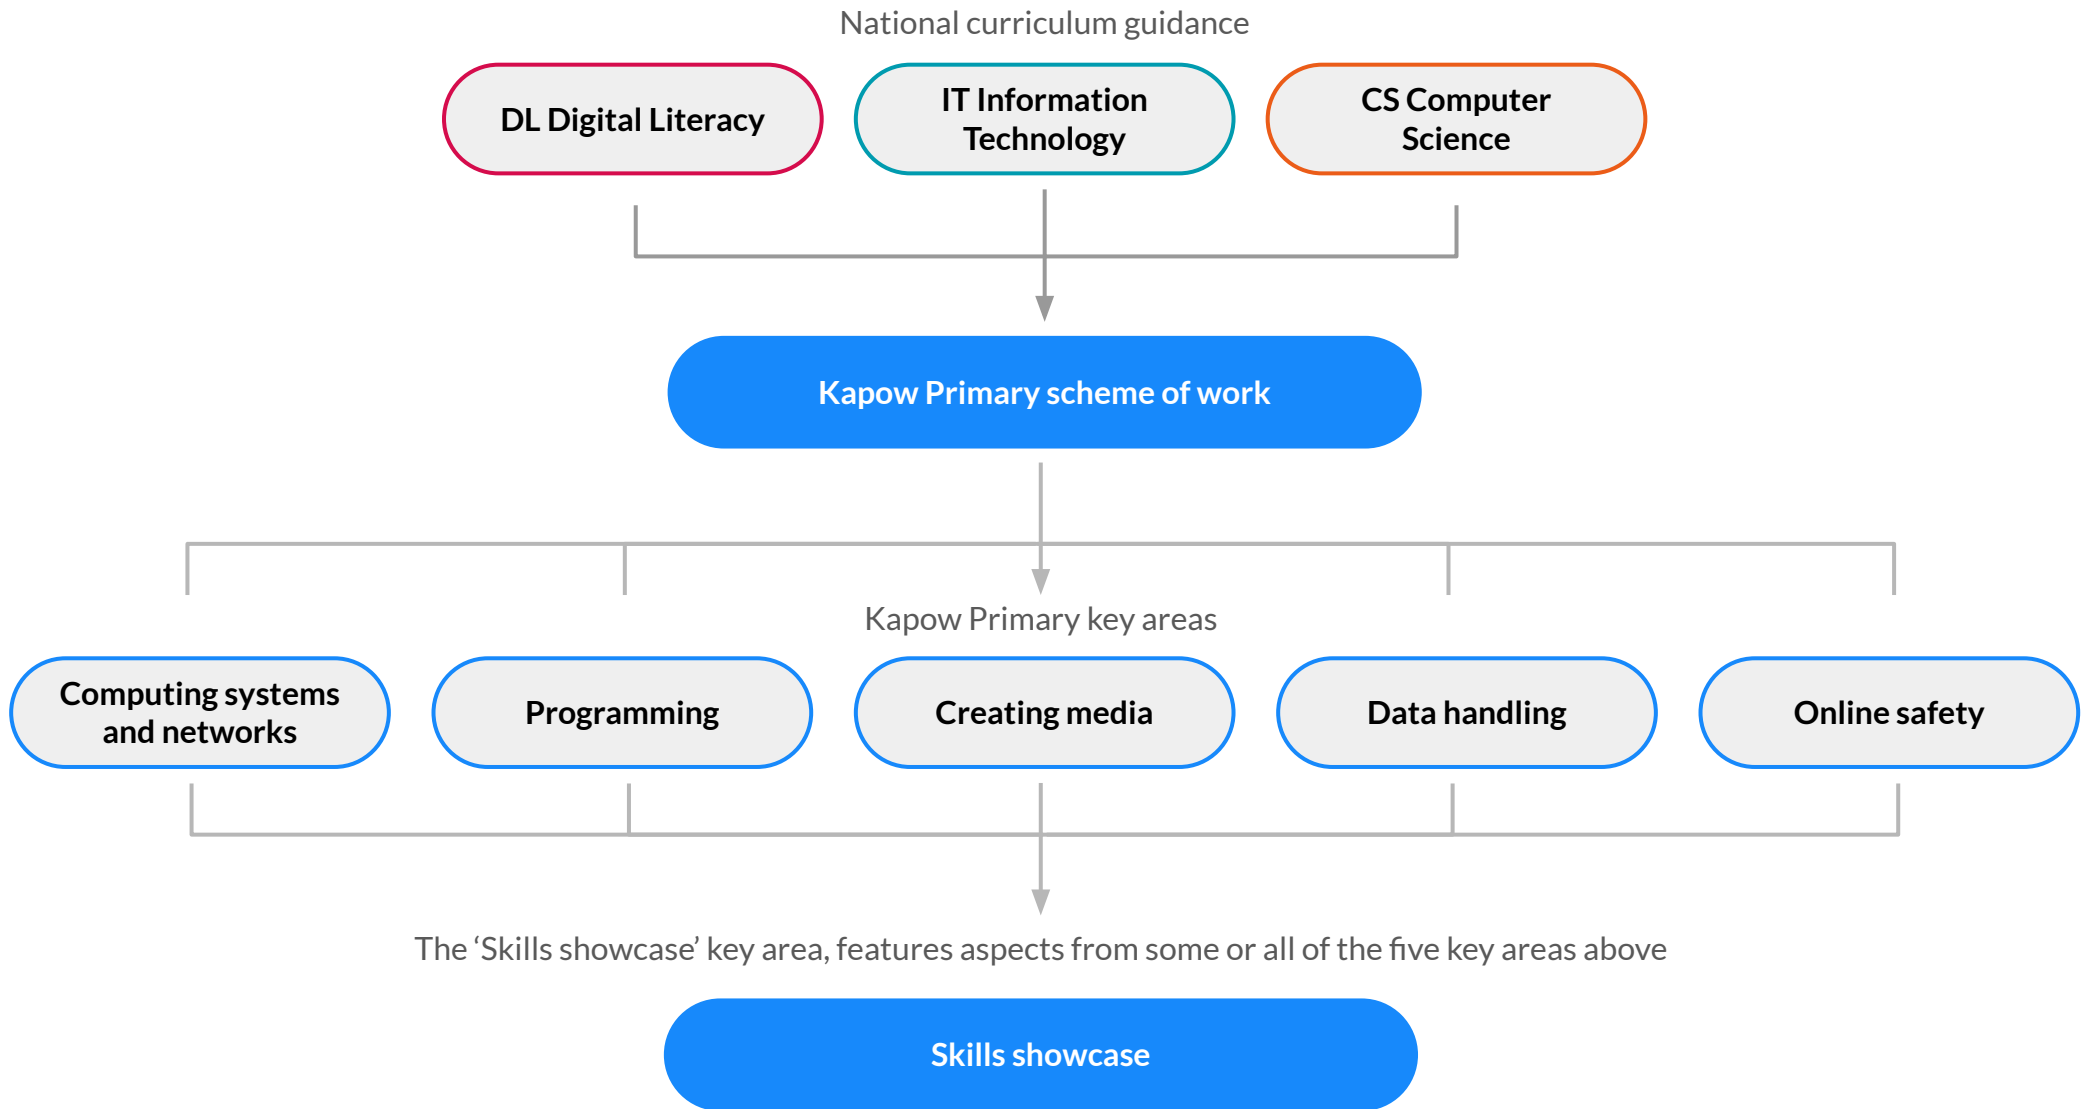 National curriculum guidance
DL Digital Literacy
IT Information
Technology
CS Computer
Science
Kapow Primary scheme of work
Kapow Primary key areas
Computing systems
and networks
Programming
Creating media
Data handling
Online safety
The ‘Skills showcase’ key area, features aspects from some or all of the five key areas above
Skills showcase